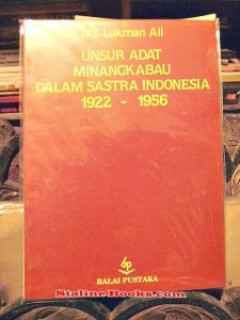 Drs Lukman Ali
UNSUR ADAT
MINANGKABAU
DALAM SASTRA INDONESIA
1922 - 1956
BALAI PUSTAKA
StalineBooks.com